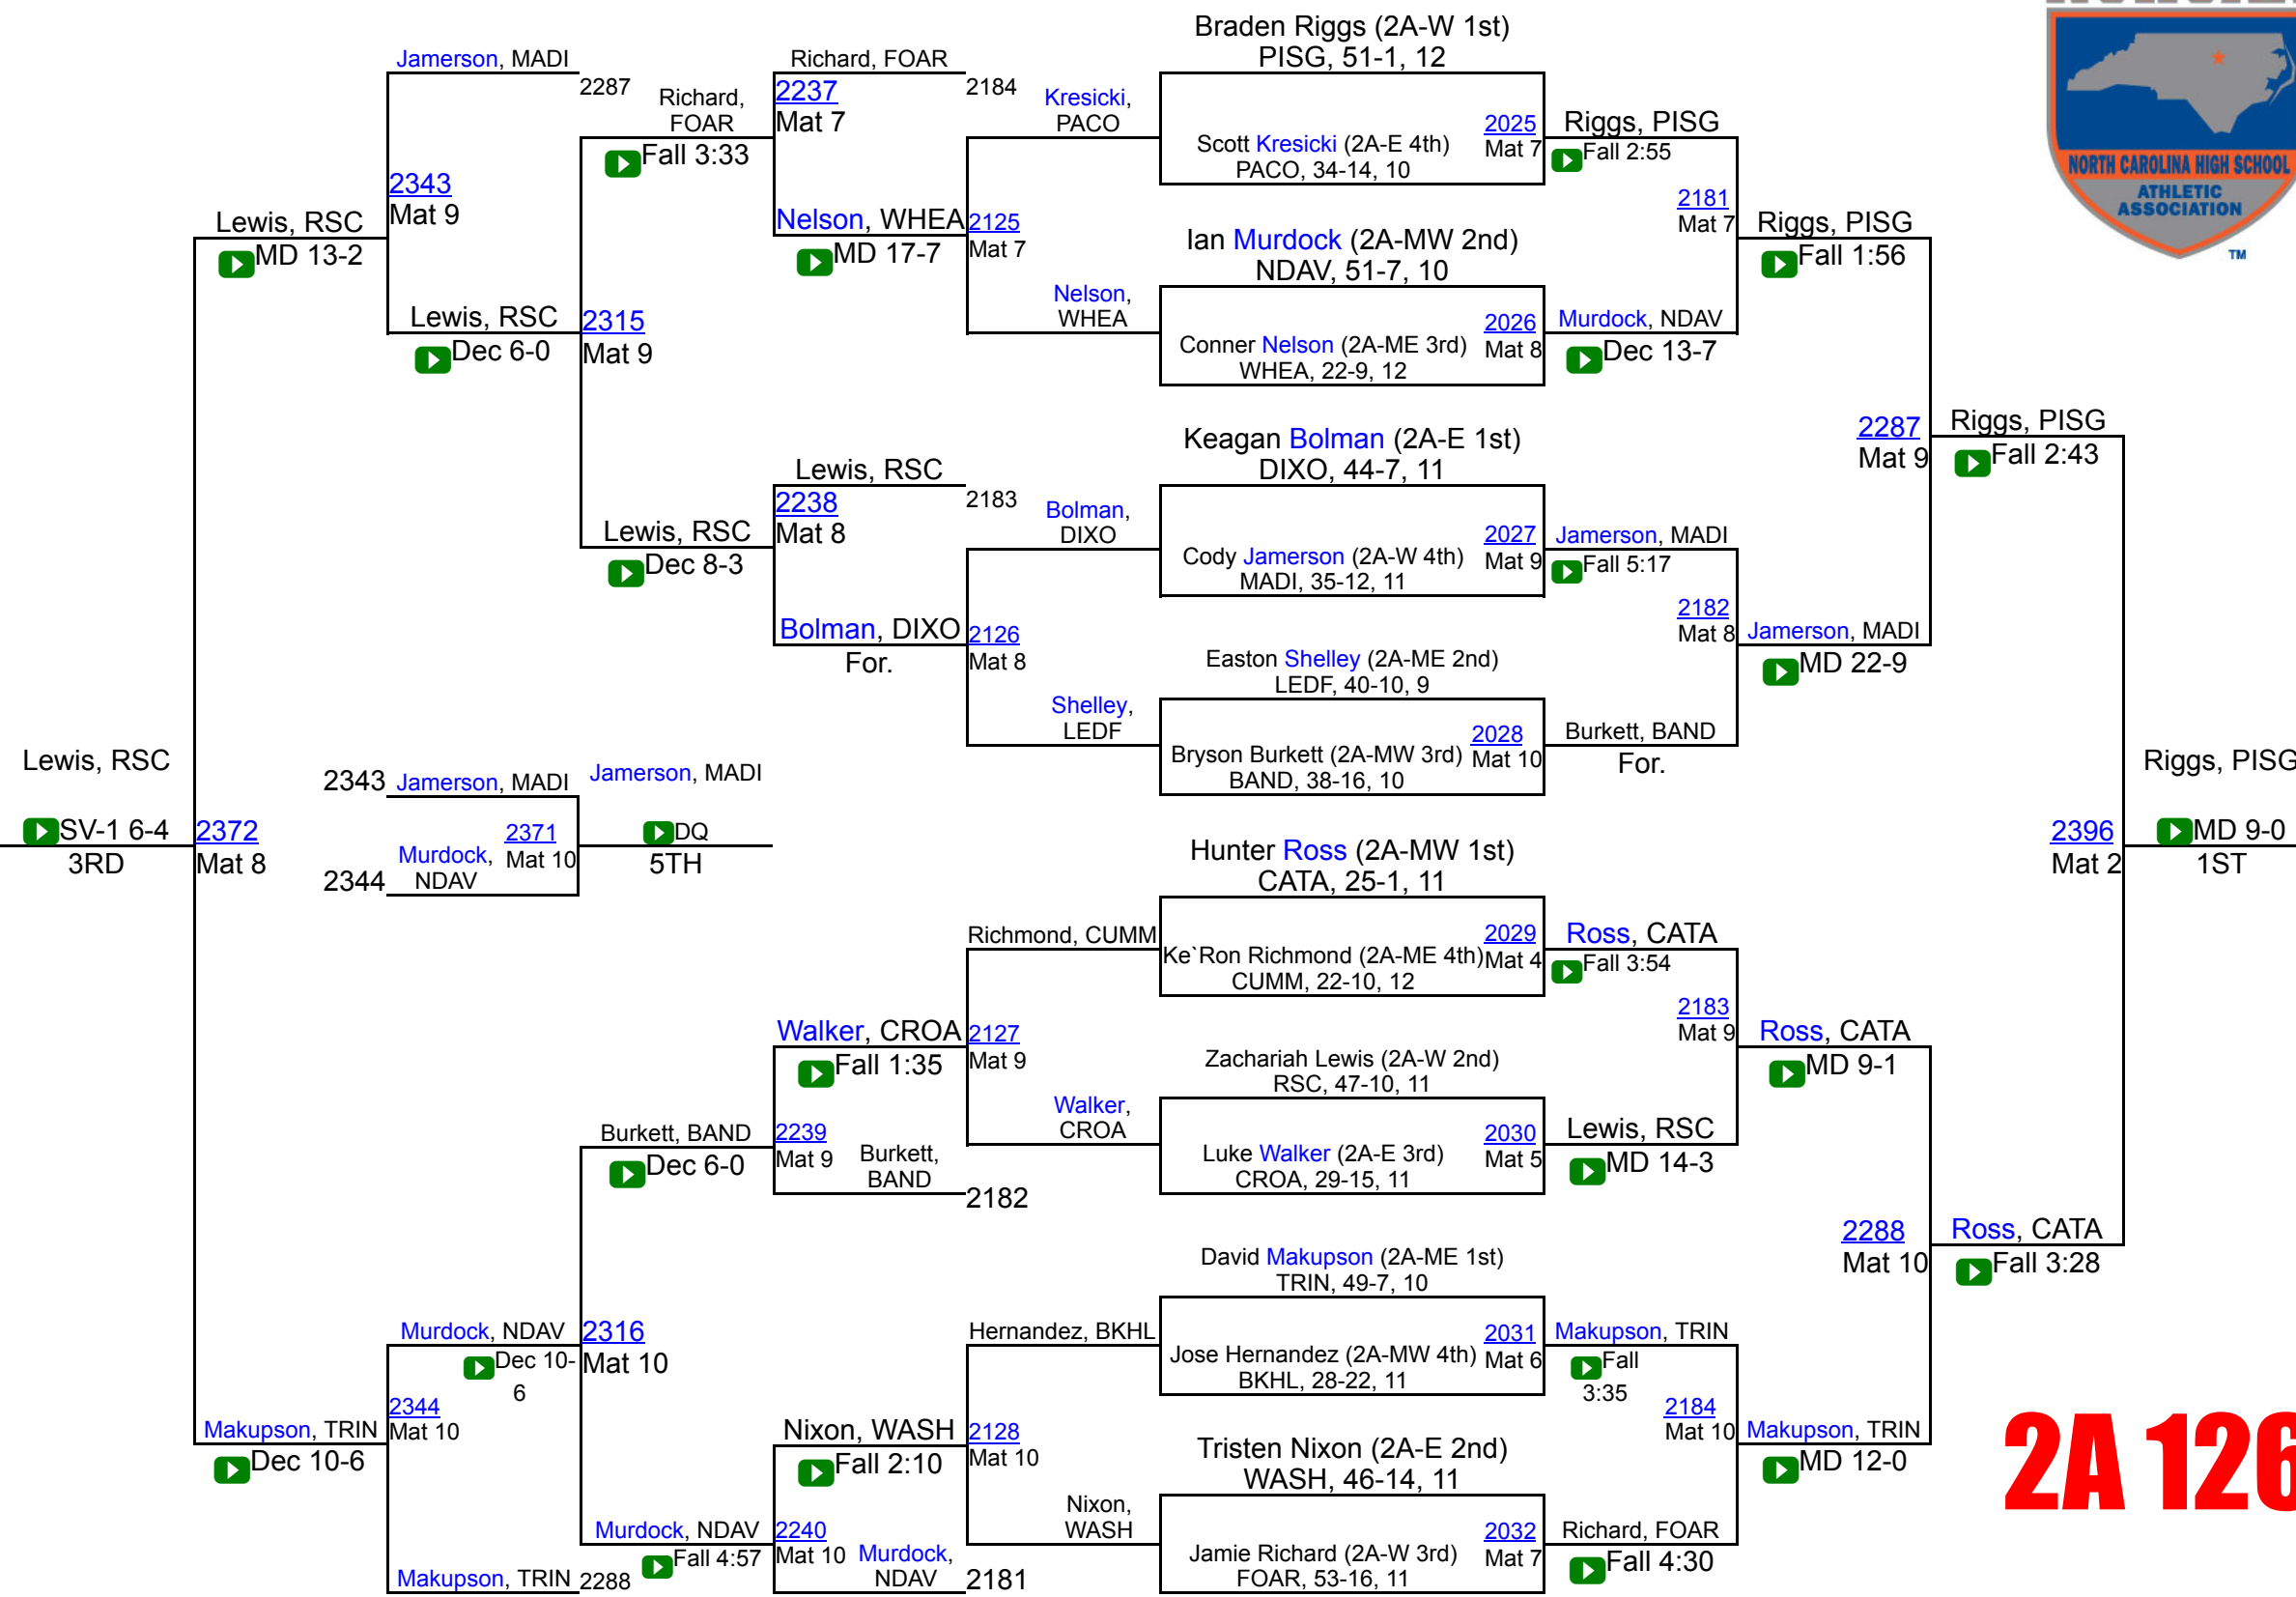 Jamerson, MADI
2287
2343
Mat 9
Lewis, RSC
MD 13-2
Lewis, RSC
Dec 6-0
Richard,
FOAR
Fall 3:33
2315
Mat 9
Lewis, RSC
Dec 8-3
Richard, FOAR
2184
2237
Mat 7
Nelson, WHEA
MD 17-7
Lewis, RSC
2183
2238
Mat 8
Bolman, DIXO
For.
Kresicki,
PACO
2125
Mat 7
Nelson,
WHEA
Bolman,
DIXO
2126
Mat 8
Shelley,
LEDF
Braden Riggs (2A-W 1st)
PISG, 51-1, 12
Scott Kresicki (2A-E 4th)
PACO, 34-14, 10
2025
Mat 7
Ian Murdock (2A-MW 2nd)
NDAV, 51-7, 10
Conner Nelson (2A-ME 3rd)
WHEA, 22-9, 12
2026
Mat 8
Keagan Bolman (2A-E 1st)
DIXO, 44-7, 11
Cody Jamerson (2A-W 4th)
MADI, 35-12, 11
2027
Mat 9
Easton Shelley (2A-ME 2nd)
LEDF, 40-10, 9
Bryson Burkett (2A-MW 3rd)
BAND, 38-16, 10
2028
Mat 10
Riggs, PISG
Fall 2:55
2181
Mat 7
Murdock, NDAV
Dec 13-7
Jamerson, MADI
Fall 5:17
2182
Mat 8
Burkett, BAND
For.
Riggs, PISG
Fall 1:56
2287
Mat 9
Jamerson, MADI
MD 22-9
Riggs, PISG
Fall 2:43
NORTH CAROLINA HIGH SCHOOL
ATHLETIC
ASSOCIATION
TM
Lewis, RSC
SV-1 6-4
3RD
2372
Mat 8
2343
Jamerson, MADI
2344
Murdock,
NDAV
2371
Mat 10
Jamerson, MADI
DQ
5TH
Riggs, PISG
2396
Mat 2
MD 9-0
1ST
Hunter Ross (2A-MW 1st)
CATA, 25-1, 11
Ke`Ron Richmond (2A-ME 4th)
CUMM, 22-10, 12
2029
Mat 4
Zachariah Lewis (2A-W 2nd)
RSC, 47-10, 11
Luke Walker (2A-E 3rd)
CROA, 29-15, 11
2030
Mat 5
David Makupson (2A-ME 1st)
TRIN, 49-7, 10
Jose Hernandez (2A-MW 4th)
BKHL, 28-22, 11
2031
Mat 6
Tristen Nixon (2A-E 2nd)
WASH, 46-14, 11
Jamie Richard (2A-W 3rd)
FOAR, 53-16, 11
2032
Mat 7
Richmond, CUMM
2127
Mat 9
Walker,
CROA
Hernandez, BKHL
2128
Mat 10
Nixon,
WASH
Walker, CROA
Fall 1:35
2239
Mat 9
Burkett,
BAND
2182
Nixon, WASH
Fall 2:10
2240
Mat 10
Murdock,
NDAV
2181
Burkett, BAND
Dec 6-0
2316
Mat 10
Murdock, NDAV
Fall 4:57
Murdock, NDAV
Dec 10-
6
2344
Mat 10
Makupson, TRIN
2288
Makupson, TRIN
Dec 10-6
Ross, CATA
Fall 3:54
2183
Mat 9
Lewis, RSC
MD 14-3
Makupson, TRIN
Fall
3:35
2184
Mat 10
Richard, FOAR
Fall 4:30
Ross, CATA
MD 9-1
2288
Mat 10
Makupson, TRIN
MD 12-0
Ross, CATA
Fall 3:28
2A 126